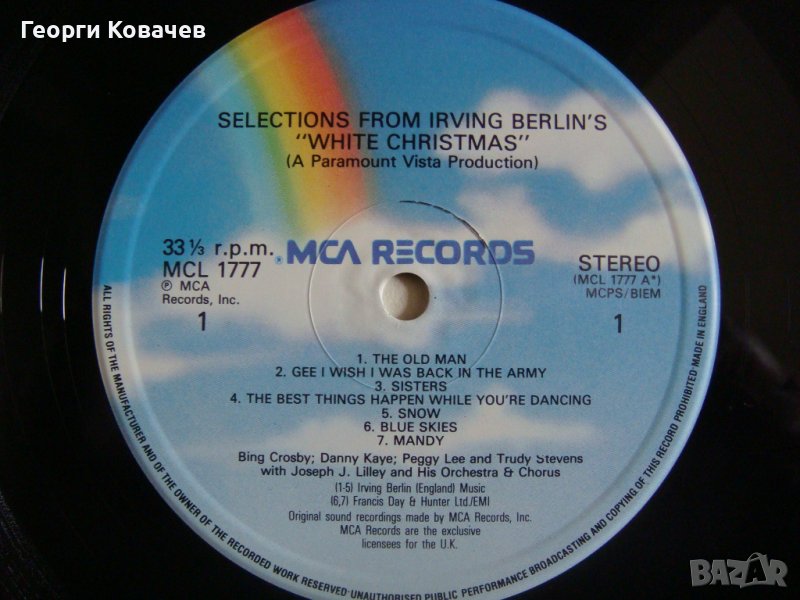 Георги Ковачев
SELECTIONS FROM IRVING BERLIN'S
"WHITE CHRISTMAS"
(A Paramount Vista Production)
33⅓ r.p.m.
MCL 1777
℗ MCA
Records, Inc.
1
®MCA RECORDS
STEREO
(MCL 1777 A*)
MCPS/BIEM
1
1. THE OLD MAN
2. GEE I WISH I WAS BACK IN THE ARMY
3. SISTERS
4. THE BEST THINGS HAPPEN WHILE YOU'RE DANCING
5. SNOW
6. BLUE SKIES
7. MANDY
Bing Crosby; Danny Kaye; Peggy Lee and Trudy Stevens
with Joseph J. Lilley and His Orchestra & Chorus
(1-5) Irving Berlin (England) Music
(6,7) Francis Day & Hunter Ltd./EMI
Original sound recordings made by MCA Records, Inc.
MCA Records are the exclusive
licensees for the U.K.
ALL RIGHTS OF THE MANUFACTURER AND OF THE OWNER OF THE RECORDED WORK RESERVED·UNAUTHORISED PUBLIC PERFORMANCE BROADCASTING AND COPYING OF THIS RECORD PROHIBITED·MADE IN ENGLAND
BAZAR